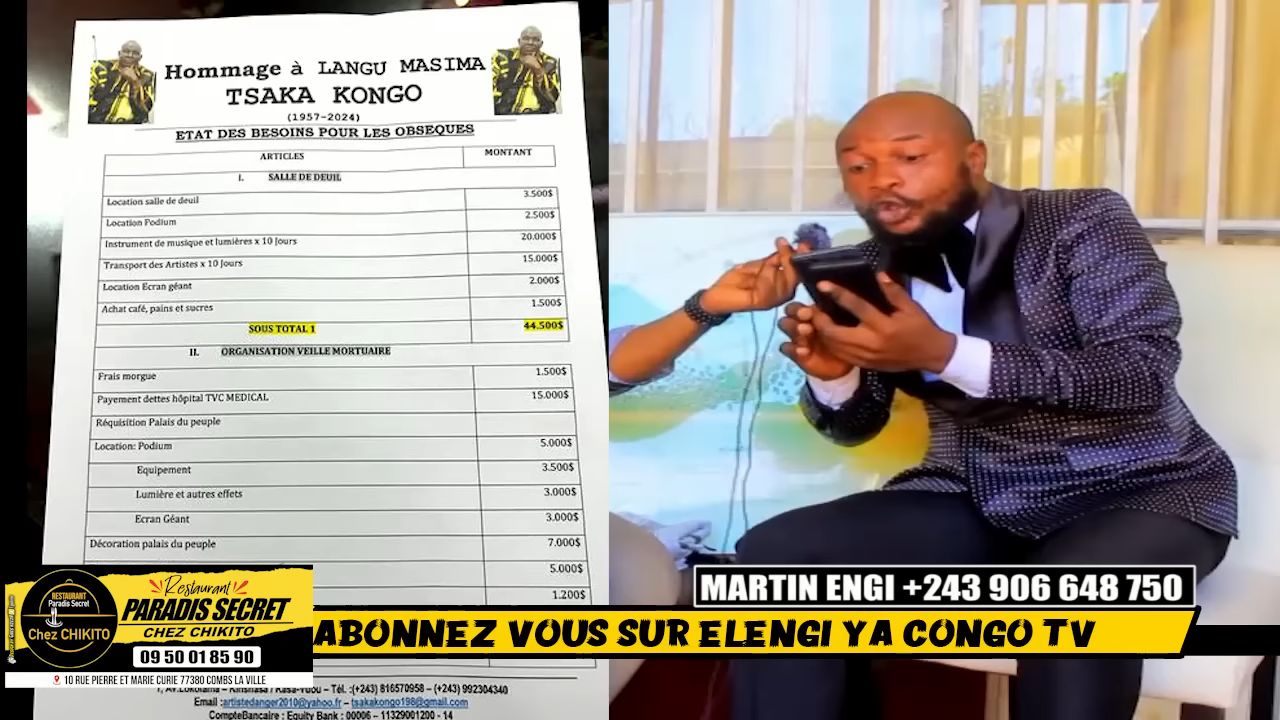 Hommage à LANGU MASIMA
TSAKA KONGO
(1957-2024)
ETAT DES BESOINS POUR LES OBSEQUES
ARTICLES MONTANT
I. SALLE DE DEUIL
Location salle de deuil 3.500$
Location Podium 2.500$
Instrument de musique et lumières x 10 Jours 20.000$
Transport des Artistes x 10 Jours 15.000$
Location Ecran géant 2.000$
Achat café, pains et sucres 1.500$
SOUS TOTAL 1 44.500$
II. ORGANISATION VEILLE MORTUAIRE
Frais morgue 1.500$
Payement dettes hôpital TVC MEDICAL 15.000$
Réquisition Palais du peuple
Location: Podium 5.000$
Equipement 3.500$
Lumière et autres effets 3.000$
Ecran Géant 3.000$
Décoration palais du peuple 7.000$
5.000$
1.200$
Tél. :(+243) 816570958 – (+243) 992304340
Email :artistedanger2010@yahoo.fr – tsakakongo198@gmail.com
CompteBancaire : Equity Bank : 00006 – 11329001200 - 14
RESTAURANT
Paradis Secret
Chez CHIKITO
Restaurant
PARADIS SECRET
CHEZ CHIKITO
09 50 01 85 90
10 RUE PIERRE ET MARIE CURIE 77380 COMBS LA VILLE
MARTIN ENGI +243 906 648 750
ABONNEZ VOUS SUR ELENGI YA CONGO TV